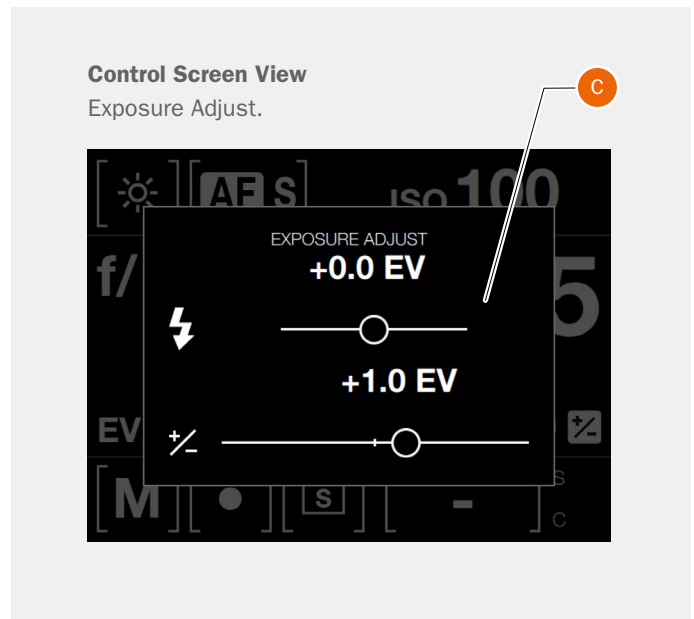 Control Screen View
Exposure Adjust.
C
AF S
ISO 100
EXPOSURE ADJUST
+0.0 EV
f/
5
+1.0 EV
EV
+/-
M
S
-
S
C